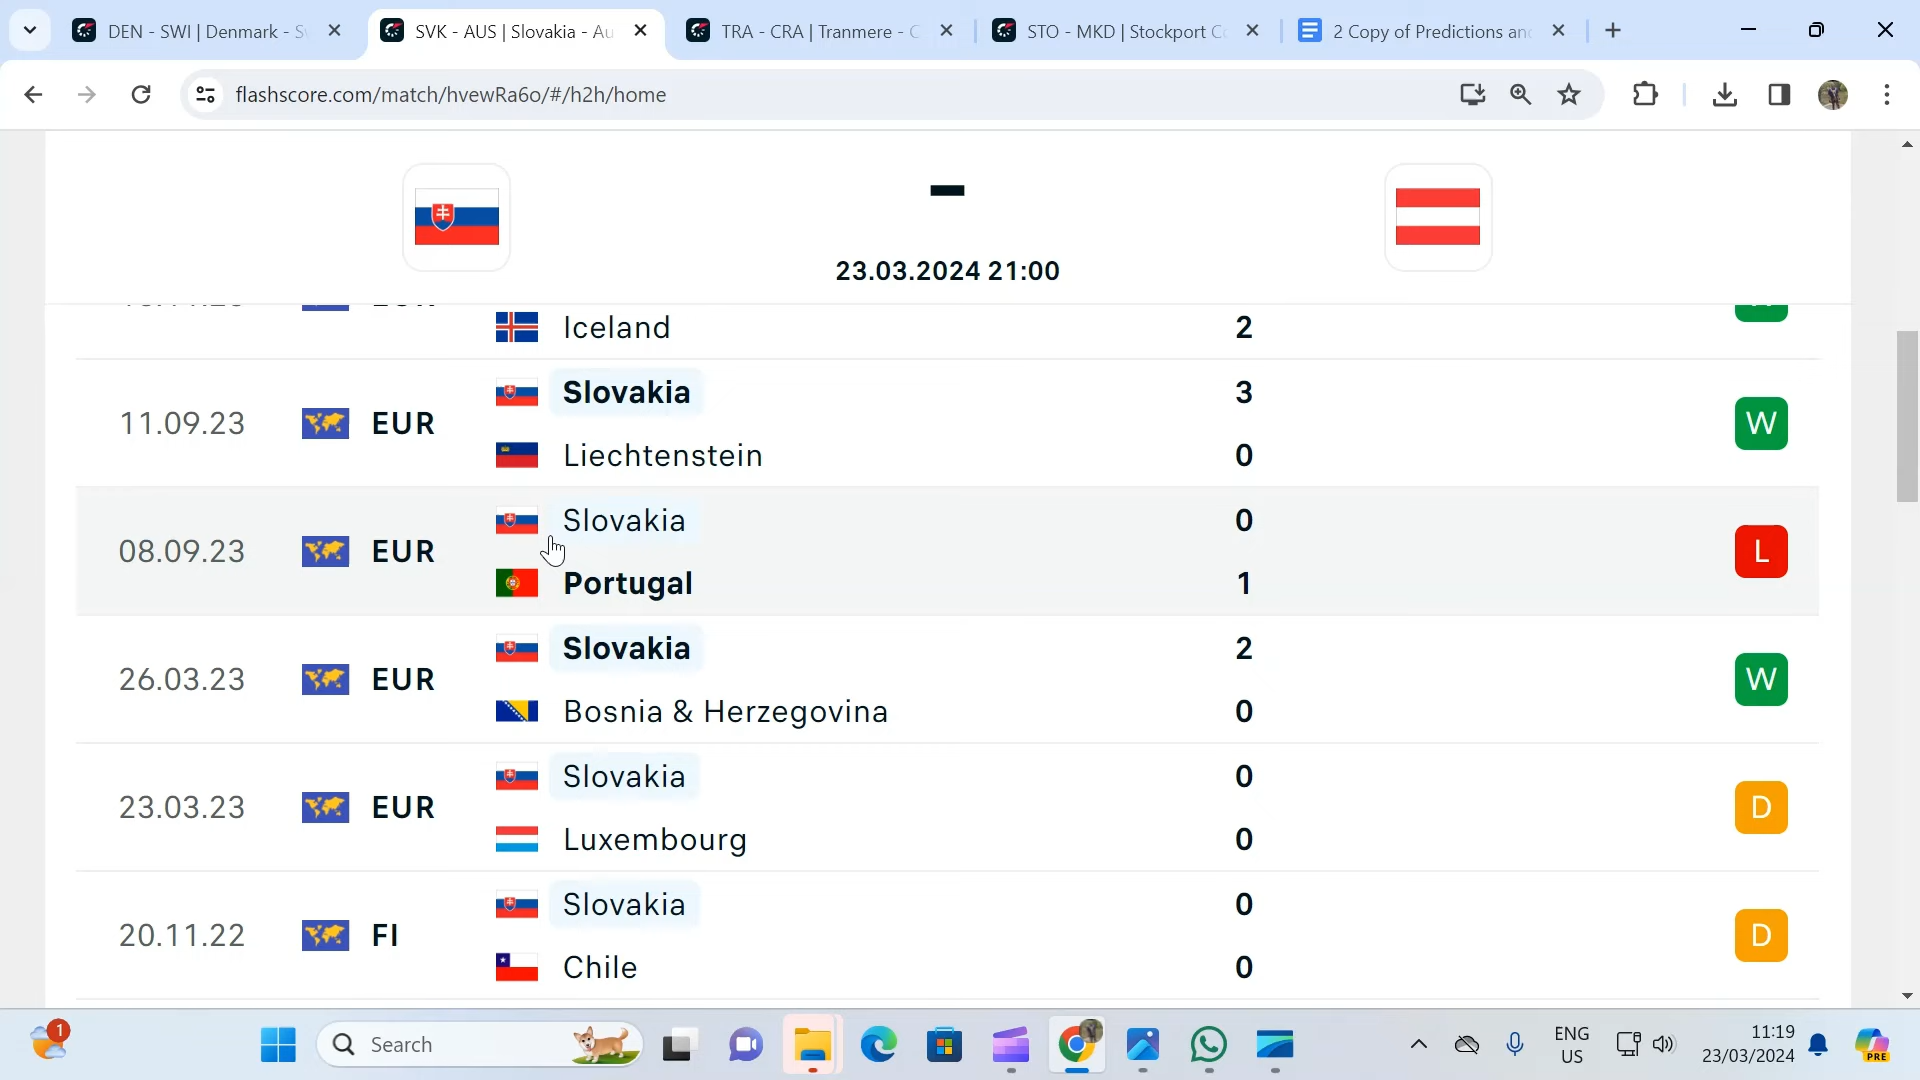 DEN - SWI | Denmark - S
SVK - AUS | Slovakia - Au
TRA - CRA | Tranmere - C
STO - MKD | Stockport C
2 Copy of Predictions an
flashscore.com/match/hvewRa6o/#/h2h/home
23.03.2024 21:00
Iceland 2
Slovakia 3
11.09.23 EUR W
Liechtenstein 0
Slovakia 0
08.09.23 EUR L
Portugal 1
Slovakia 2
26.03.23 EUR W
Bosnia & Herzegovina 0
Slovakia 0
23.03.23 EUR D
Luxembourg 0
Slovakia 0
20.11.22 FI D
Chile 0
1
Search
ENG
US
11:19
23/03/2024
PRE